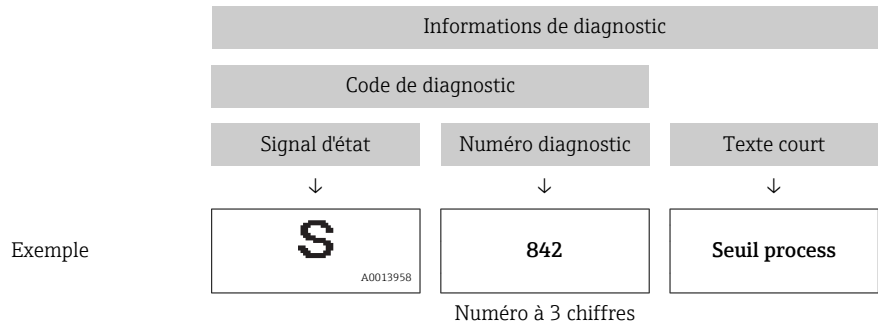 Informations de diagnostic
Code de diagnostic
Signal d'état Numéro diagnostic Texte court
↓ ↓ ↓
Exemple S 842 Seuil process
A0013958
Numéro à 3 chiffres